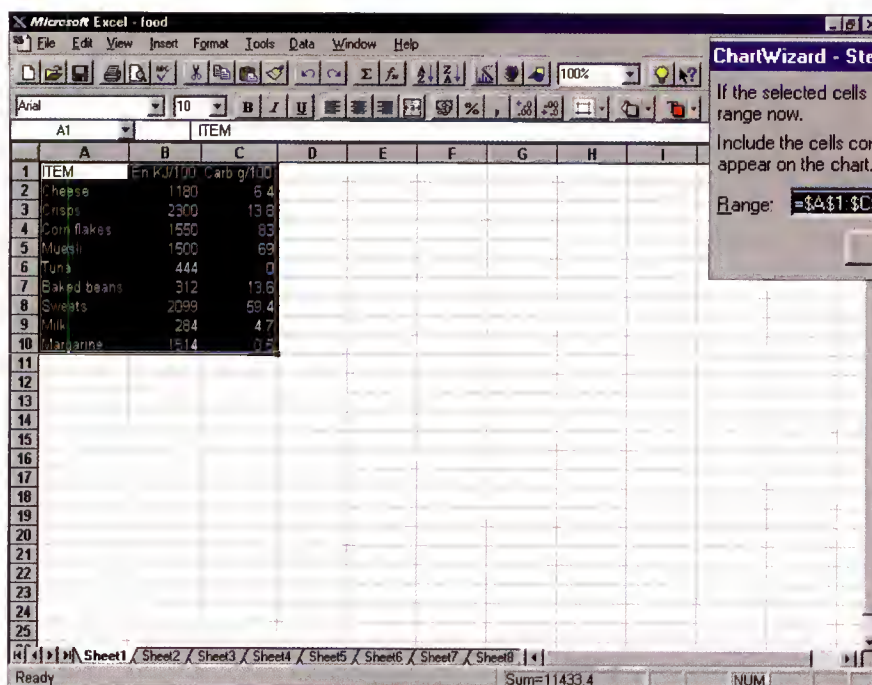 Microsoft Excel - food
File Edit View Insert Format Tools Data Window Help
100%
Arial 10 B I U % ,
A1 ITEM
A B C D E F G H I
1 ITEM En KJ/100 Carb g/100
2 Cheese 1180 6.4
3 Crisps 2300 13.6
4 Corn flakes 1550 83
5 Muesli 1500 69
6 Tuna 444 0
7 Baked beans 312 13.6
8 Sweets 2099 59.4
9 Milk 284 4.7
10 Margarine 1514 0.5
11
12
13
14
15
16
17
18
19
20
21
22
23
24
25
Sheet1 Sheet2 Sheet3 Sheet4 Sheet5 Sheet6 Sheet7 Sheet8
Ready Sum=11433.4 NUM
ChartWizard - Ste
If the selected cells
range now.
Include the cells con
appear on the chart.
Range: =$A$1:$C